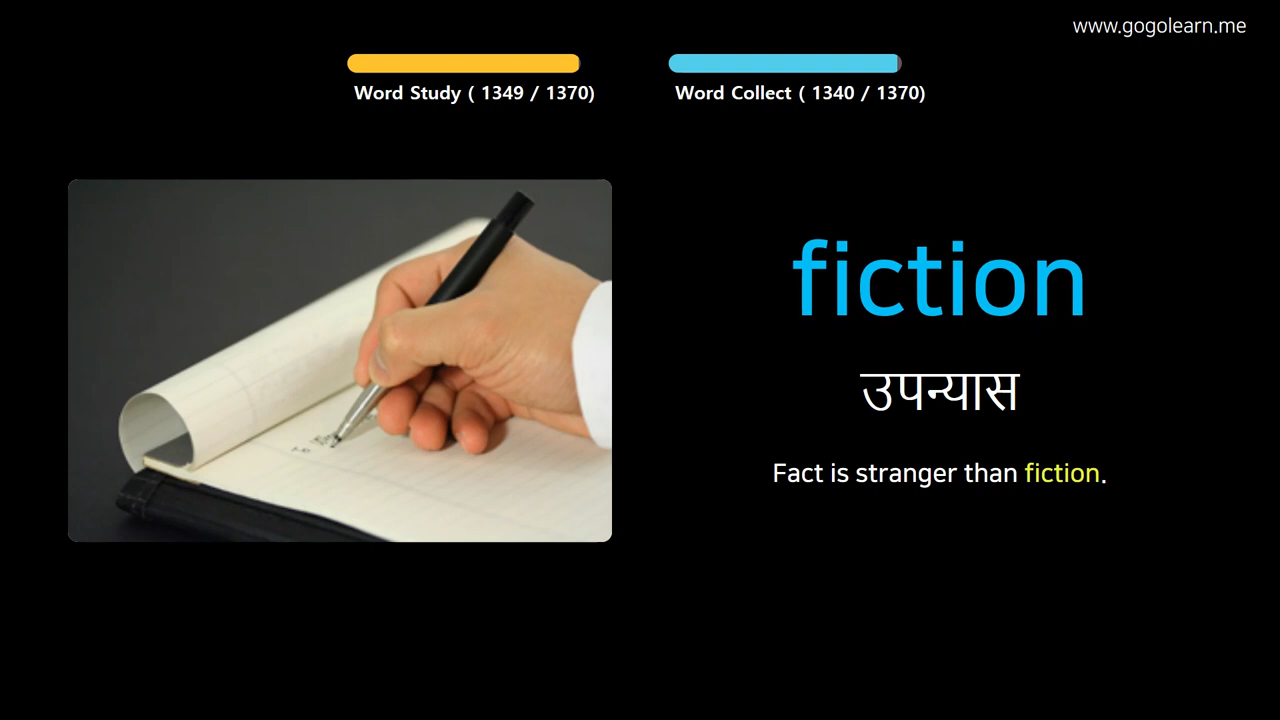 www.gogolearn.me
Word Study ( 1349 / 1370)
Word Collect ( 1340 / 1370)
fiction
उपन्यास
Fact is stranger than fiction.